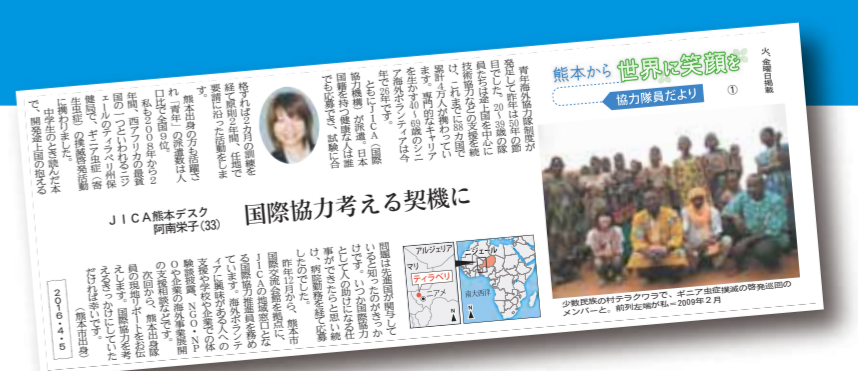 火、金曜日掲載
熊本から 世界に笑顔を
協力隊員だより
①
少数民族の村テラクワラで、ギニア虫症撲滅の啓発巡回の
メンバーと。前列左端が私=2009年2月
国際協力考える契機に
JICA熊本デスク
阿南栄子(33)
青年海外協力隊制度が
発足して昨年は50年の節
目でした。20〜39歳の隊
員たちは途上国を中心に
技術協力などの支援を続
け、これまでに88カ国で
累計4万人が携わってい
ます。専門的なキャリア
を生かす40〜69歳のシニ
ア海外ボランティアは今
年で26年です。
ともにJICA(国際
協力機構)が派遣。日本
国籍を持つ健康な人は誰
でも応募でき、試験に合
格すれば2カ月の訓練を
経て原則2年間、任地で
要請に沿った活動をしま
す。
熊本出身の方も活躍さ
れ「青年」の派遣数は人
口比で全国9位。
私も2008年から2
年間、西アフリカの最貧
国の一つといわれるニジ
ェールのティラベリ州保
健局で、ギニア虫症(寄
生虫症)の撲滅啓発活動
に携わりました。
中学生のとき読んだ本
で、開発途上国の抱える
問題は先進国が関与して
いると知ったのがきっか
けです。いつか国際協力
として人の助けになる仕
事ができたらと思い続
け、病院勤務を経て応募
したのでした。
昨年12月から、熊本市
国際交流会館を拠点に、
JICAの地域窓口とな
る国際協力推進員を務め
ています。海外ボランテ
ィアに興味がある人への
支援や学校や企業での体
験談披露、NGO・NP
Oや企業の海外事業展開
の支援相談などです。
次回から、熊本出身隊
員の現地リポートをお伝
えします。国際協力を考
えるきっかけにしていた
だければ幸いです。
(熊本市出身)
アルジェリア
マリ
ティラベリ
ニアメ
N
ニジェール
南大西洋
N
2016・4・5